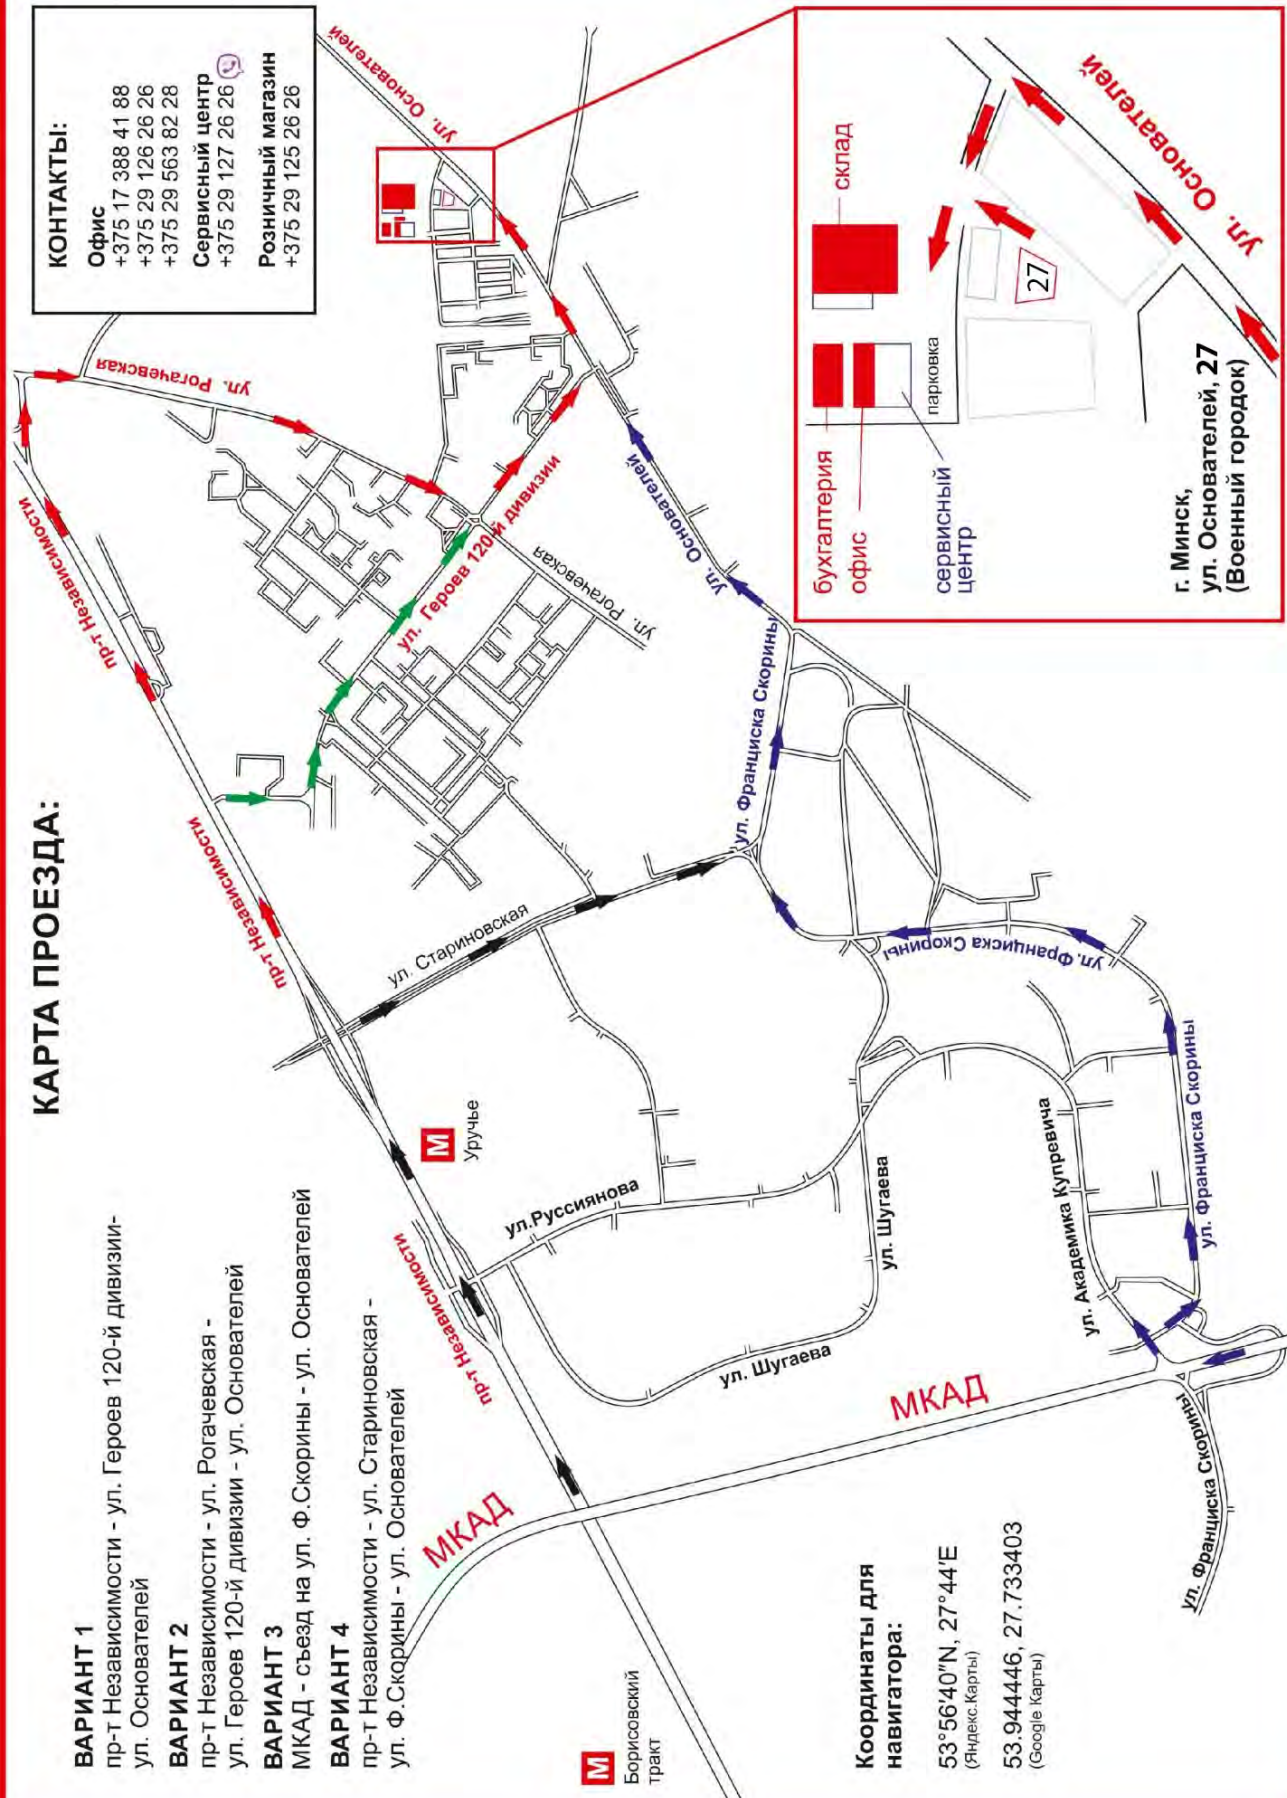 КАРТА ПРОЕЗДА:
ВАРИАНТ 1
пр-т Независимости - ул. Героев 120-й дивизии-
ул. Основателей
ВАРИАНТ 2
пр-т Независимости - ул. Рогачевская -
ул. Героев 120-й дивизии - ул. Основателей
ВАРИАНТ 3
МКАД - съезд на ул. Ф.Скорины - ул. Основателей
ВАРИАНТ 4
пр-т Независимости - ул. Стариновская -
ул. Ф.Скорины - ул. Основателей
КОНТАКТЫ:
Офис
+375 17 388 41 88
+375 29 126 26 26
+375 29 563 82 28
Сервисный центр
+375 29 127 26 26
Розничный магазин
+375 29 125 26 26
М
Борисовский
тракт
МКАД
МКАД
пр-т Независимости
пр-т Независимости
пр-т Независимости
пр-т Независимости
М
Уручье
ул.Руссиянова
ул. Шугаева
ул. Шугаева
ул. Стариновская
ул. Рогачевская
ул. Рогачевская
ул. Героев 120-й дивизии
ул. Основателей
ул. Основателей
ул. Академика Купревича
ул. Франциска Скорины
ул. Франциска Скорины
ул. Франциска Скорины
ул. Франциска Скорины
Координаты для
навигатора:
53°56'40"N, 27°44'E
(Яндекс.Карты)
53.944446, 27.733403
(Google Карты)
бухгалтерия
офис
сервисный
центр
склад
парковка
27
ул. Основателей
г. Минск,
ул. Основателей, 27
(Военный городок)